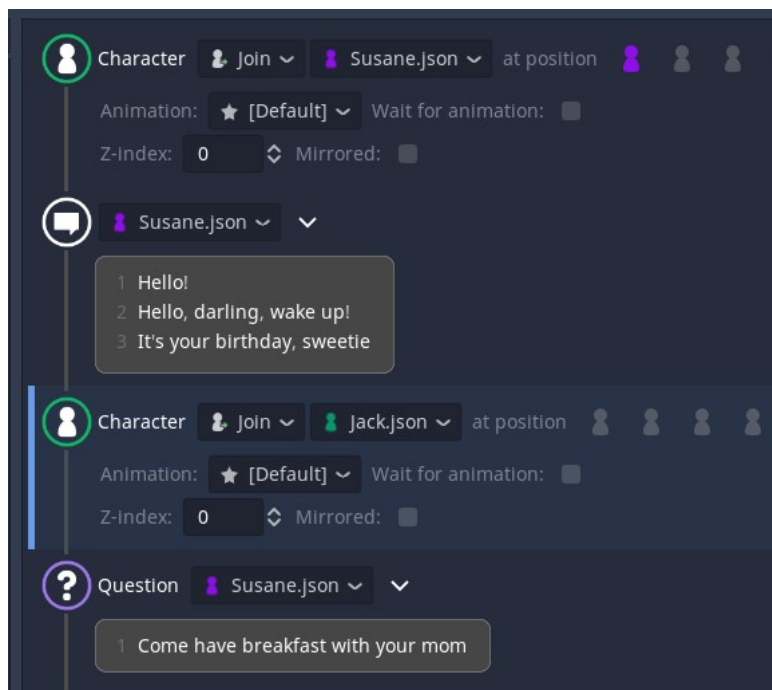 Character Join Susane.json at position
Animation: [Default] Wait for animation:
Z-index: 0 Mirrored:
Susane.json
1 Hello!
2 Hello, darling, wake up!
3 It's your birthday, sweetie
Character Join Jack.json at position
Animation: [Default] Wait for animation:
Z-index: 0 Mirrored:
? Question Susane.json
1 Come have breakfast with your mom